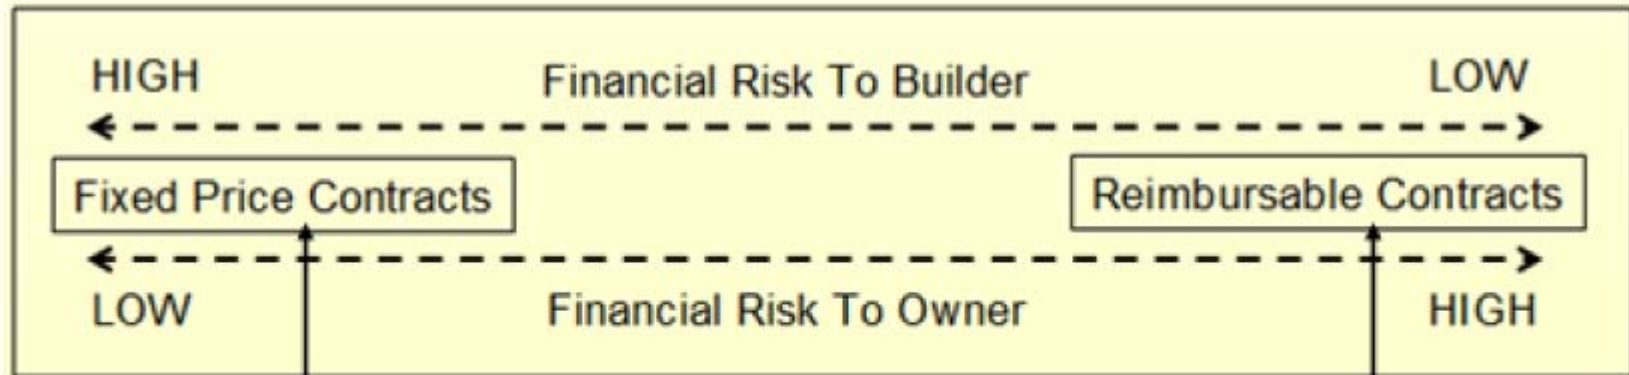 HIGH Financial Risk To Builder LOW
Fixed Price Contracts Reimbursable Contracts
LOW Financial Risk To Owner HIGH